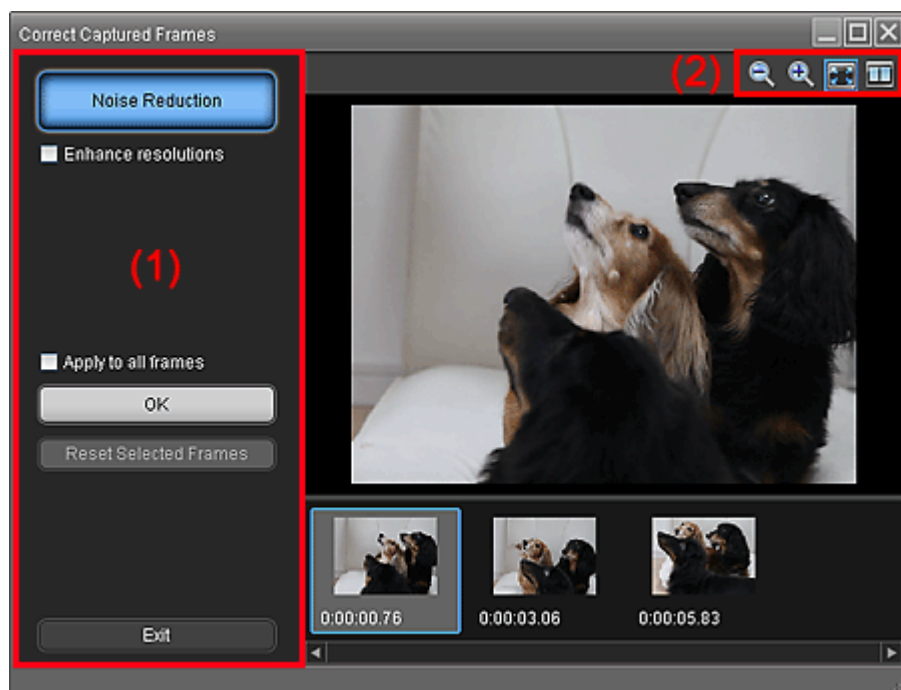 Correct Captured Frames
(2)
Noise Reduction
Enhance resolutions
(1)
Apply to all frames
OK
Reset Selected Frames
0:00:00.76
0:00:03.06
0:00:05.83
Exit